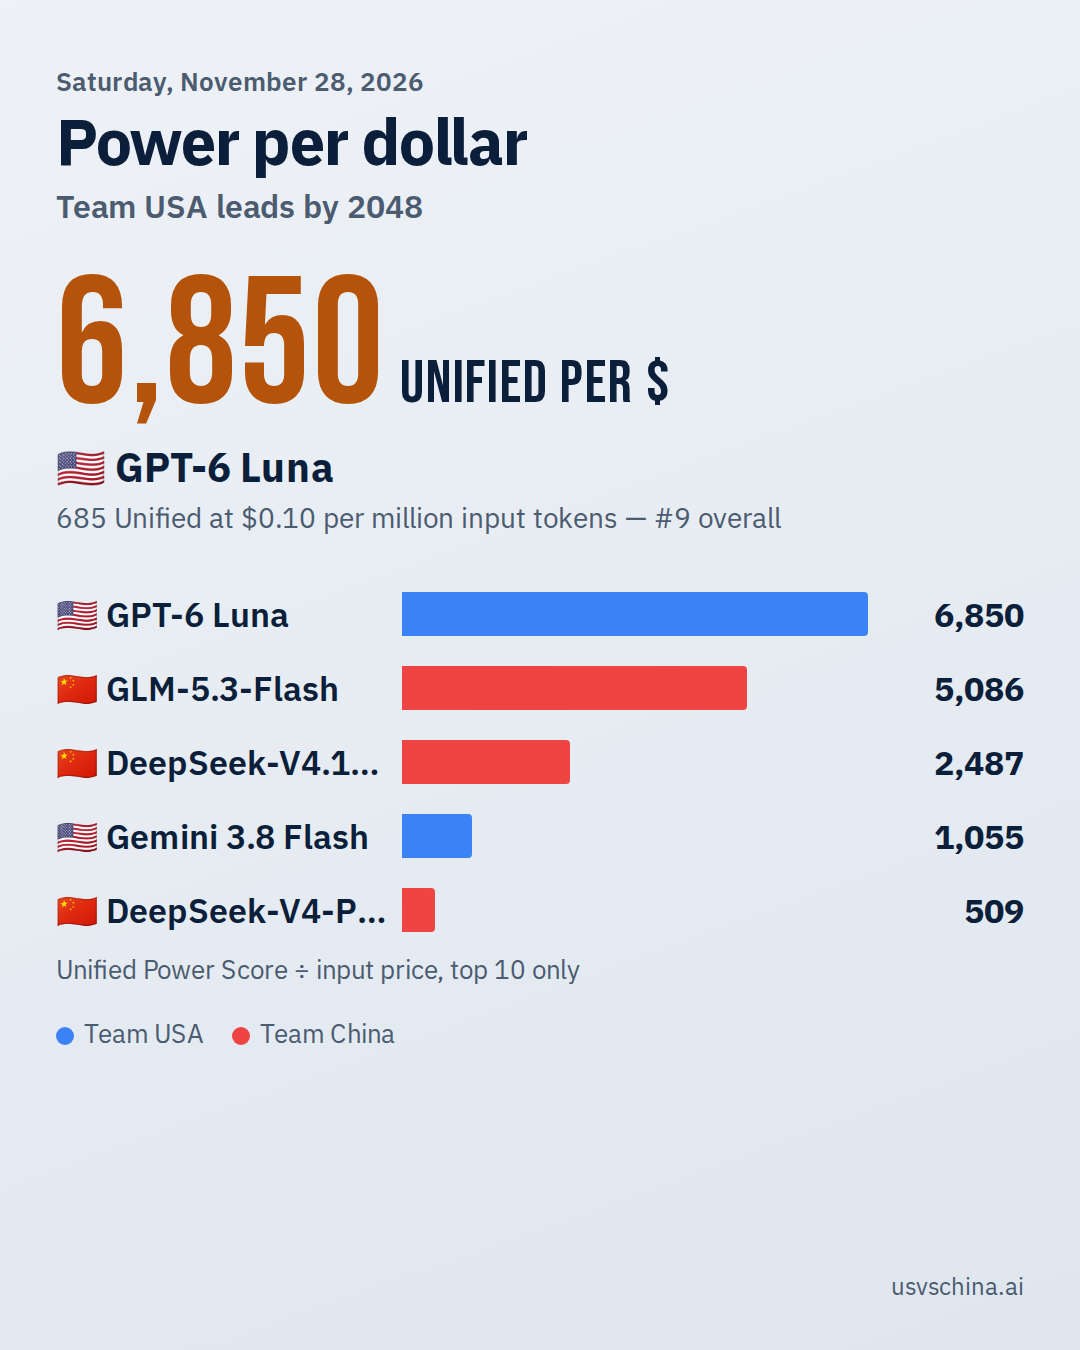 Saturday, November 28, 2026
Power per dollar
Team USA leads by 2048
6,850 UNIFIED PER $
🇺🇸 GPT-6 Luna
685 Unified at $0.10 per million input tokens — #9 overall
🇺🇸 GPT-6 Luna 6,850
🇨🇳 GLM-5.3-Flash 5,086
🇨🇳 DeepSeek-V4.1... 2,487
🇺🇸 Gemini 3.8 Flash 1,055
🇨🇳 DeepSeek-V4-P... 509
Unified Power Score ÷ input price, top 10 only
Team USA Team China
usvschina.ai